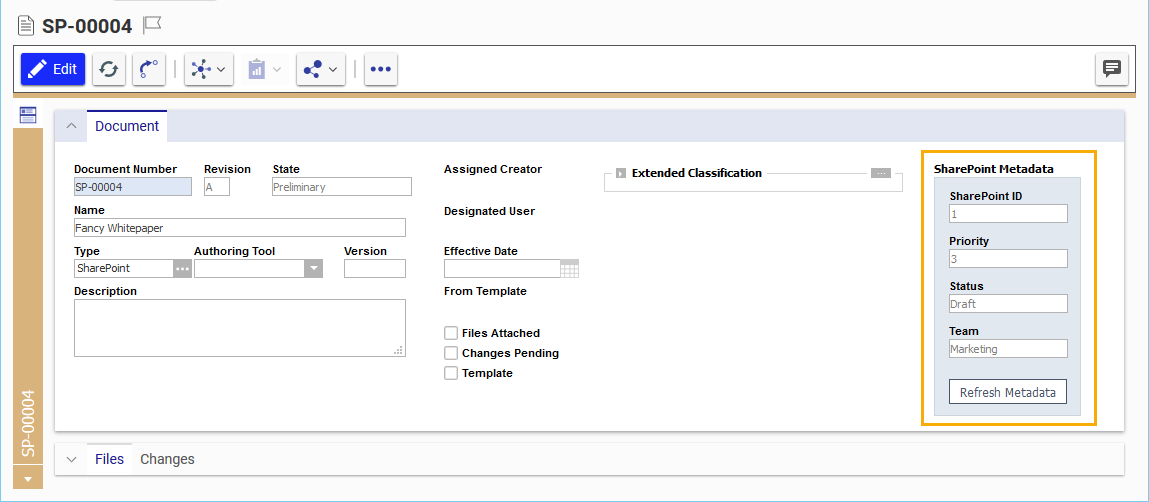 SP-00004
Edit
Document
Document Number Revision State
SP-00004 A Preliminary
Name
Fancy Whitepaper
Type Authoring Tool Version
SharePoint
Description
Assigned Creator
Designated User
Effective Date
From Template
Files Attached
Changes Pending
Template
Extended Classification
SharePoint Metadata
SharePoint ID
1
Priority
3
Status
Draft
Team
Marketing
Refresh Metadata
SP-00004
Files Changes